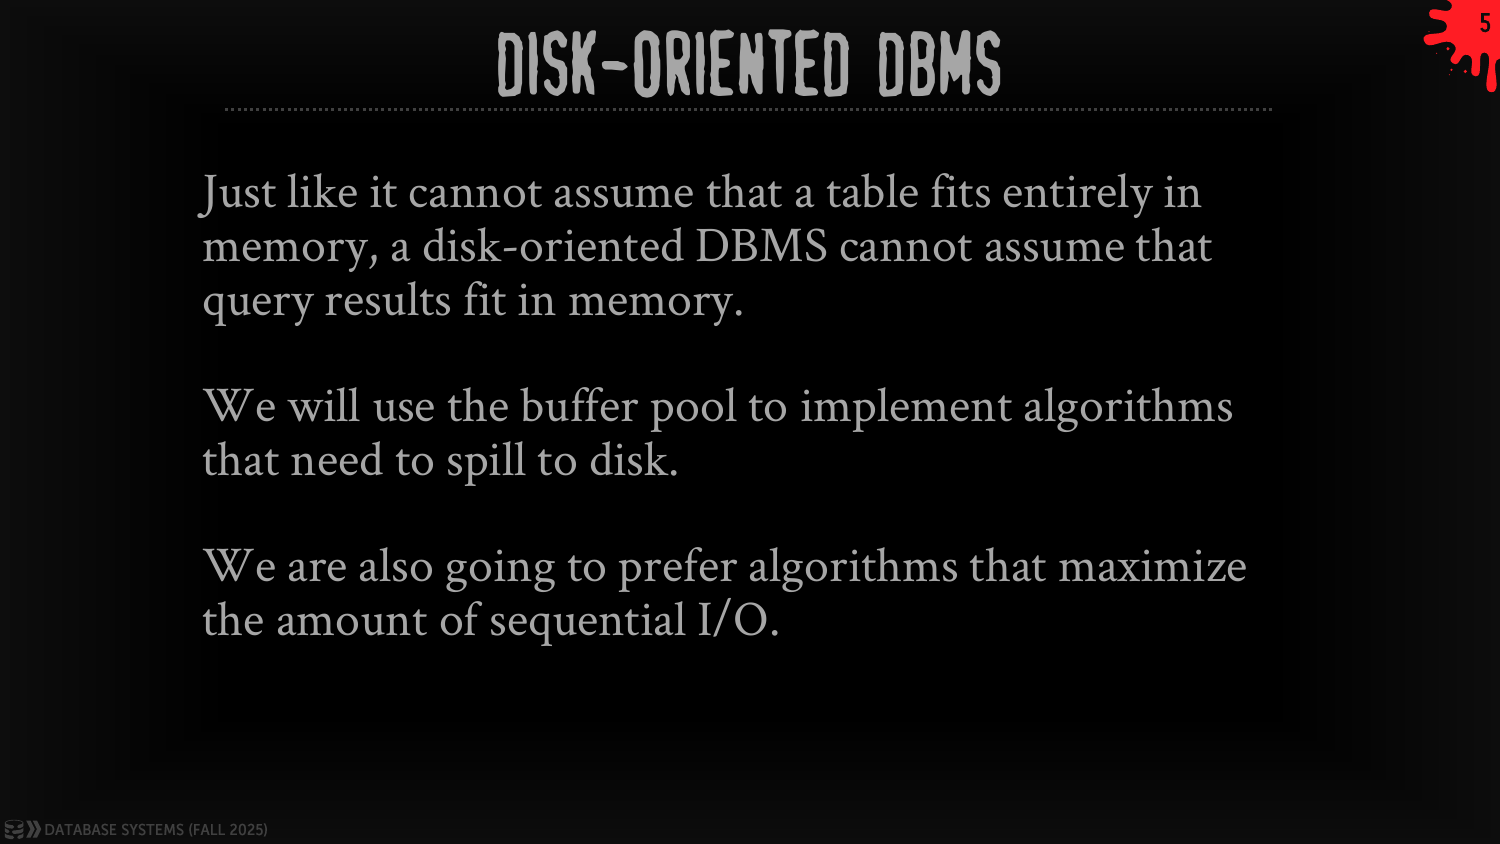 5
DISK-ORIENTED DBMS
Just like it cannot assume that a table fits entirely in
memory, a disk-oriented DBMS cannot assume that
query results fit in memory.
We will use the buffer pool to implement algorithms
that need to spill to disk.
We are also going to prefer algorithms that maximize
the amount of sequential I/O.
DATABASE SYSTEMS (FALL 2025)